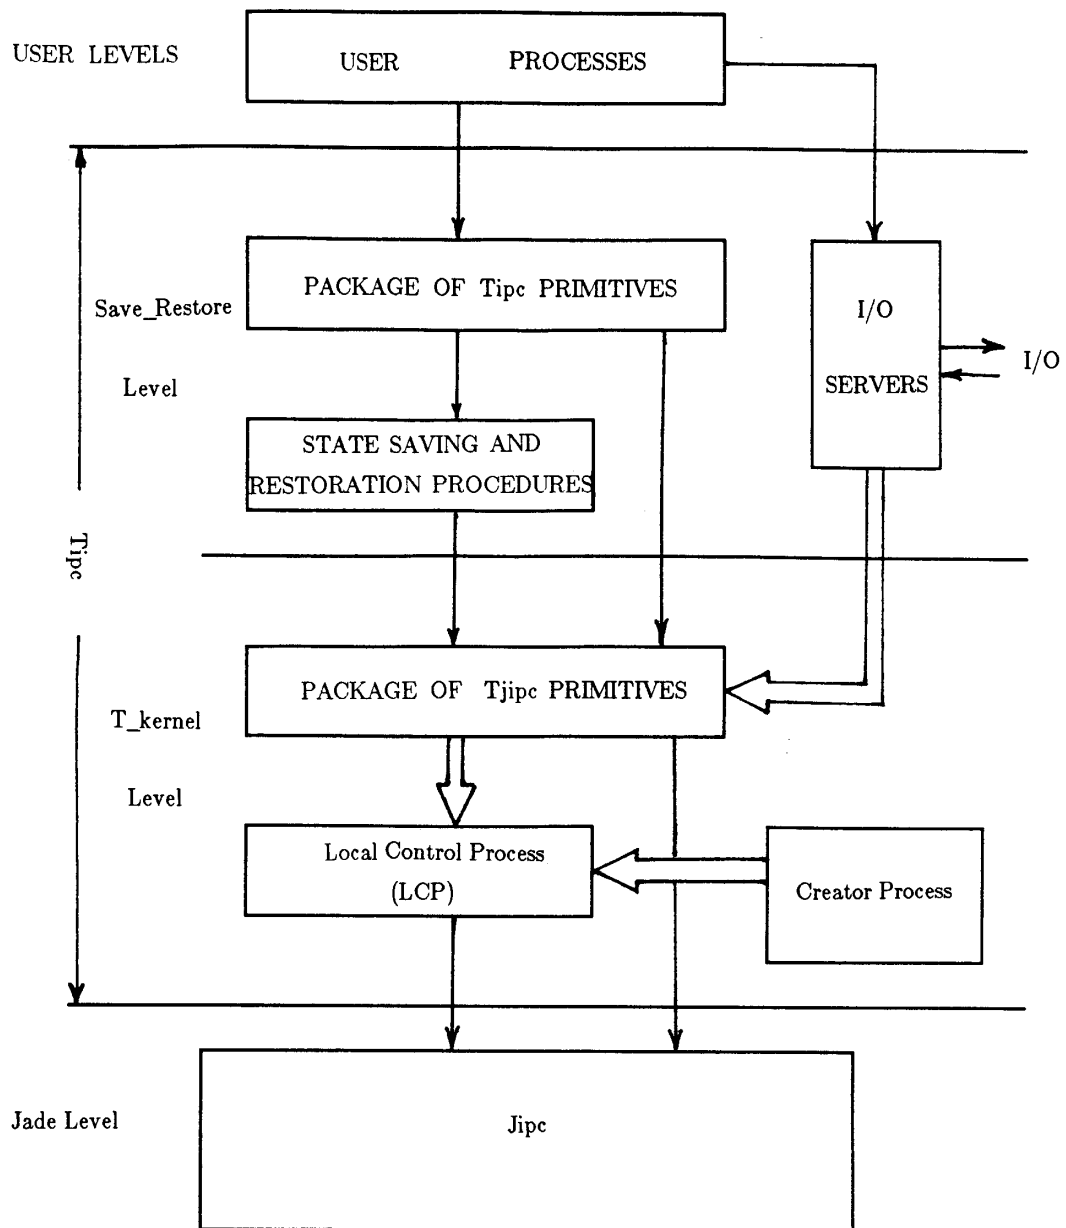 USER LEVELS
USER PROCESSES
PACKAGE OF Tipc PRIMITIVES
Save_Restore
Level
I/O
SERVERS
I/O
STATE SAVING AND
RESTORATION PROCEDURES
Tipc
PACKAGE OF Tjipc PRIMITIVES
T_kernel
Level
Local Control Process
(LCP)
Creator Process
Jade Level
Jipc